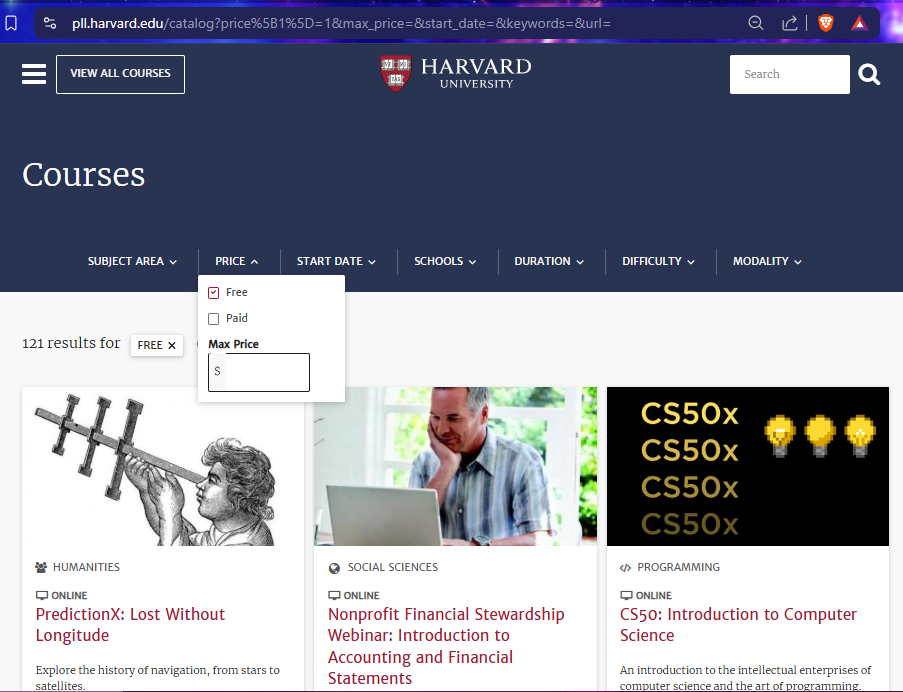 pll.harvard.edu/catalog?price%5B1%5D=1&max_price=&start_date=&keywords=&url=
VIEW ALL COURSES
HARVARD
UNIVERSITY
Search
Courses
SUBJECT AREA
PRICE
START DATE
SCHOOLS
DURATION
DIFFICULTY
MODALITY
Free
Paid
Max Price
$
121 results for
FREE ×
CS50x
CS50x
CS50x
CS50x
HUMANITIES
ONLINE
PredictionX: Lost Without
Longitude
Explore the history of navigation, from stars to
satellites.
SOCIAL SCIENCES
ONLINE
Nonprofit Financial Stewardship
Webinar: Introduction to
Accounting and Financial
Statements
PROGRAMMING
ONLINE
CS50: Introduction to Computer
Science
An introduction to the intellectual enterprises of
computer science and the art of programming.